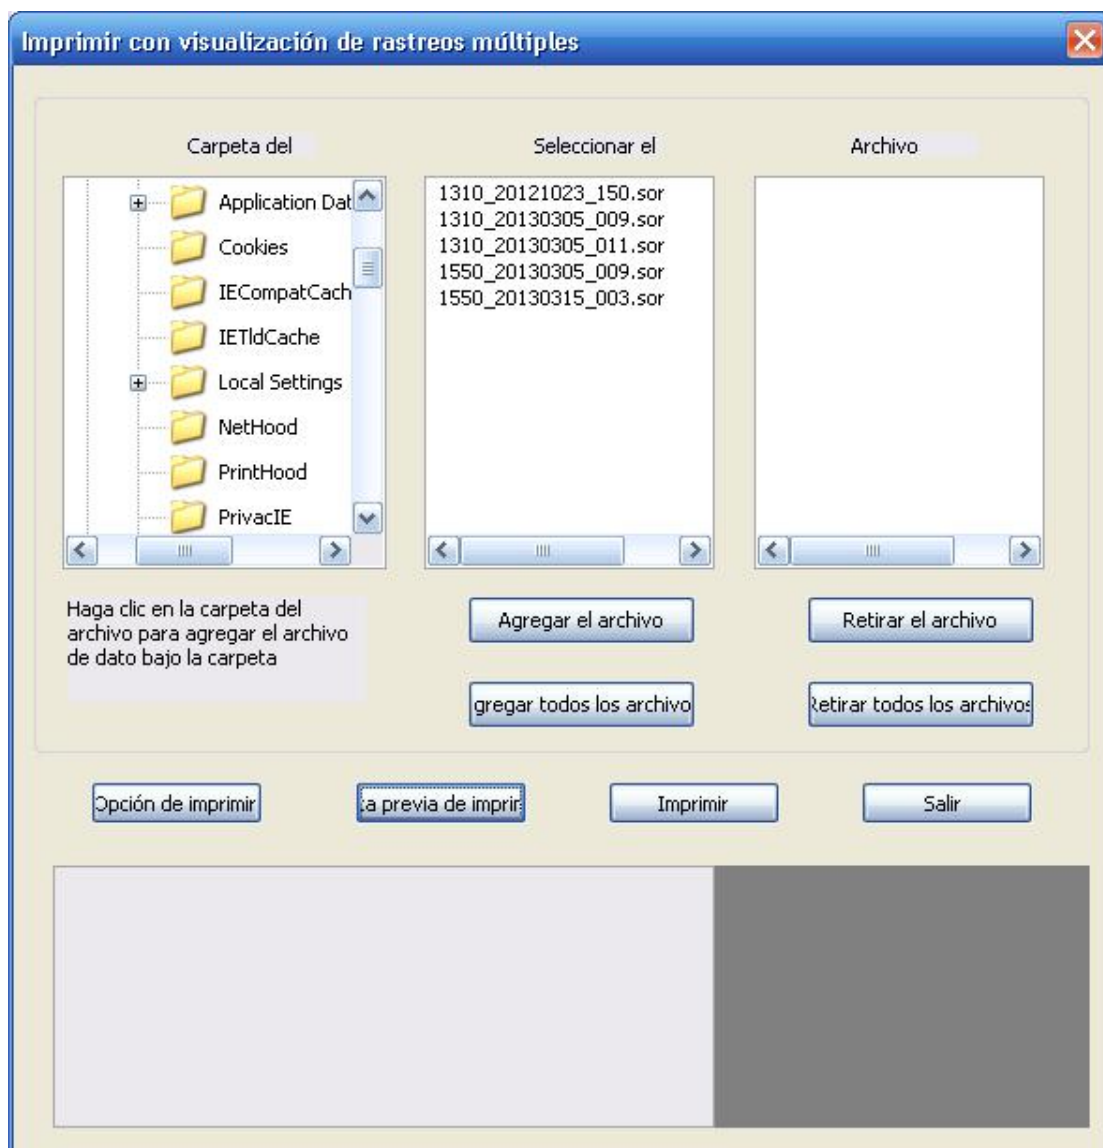 Imprimir con visualización de rastreos múltiples
Carpeta del
Seleccionar el
Archivo
Application Dat
Cookies
IECompatCach
IETldCache
Local Settings
NetHood
PrintHood
PrivacIE
1310_20121023_150.sor
1310_20130305_009.sor
1310_20130305_011.sor
1550_20130305_009.sor
1550_20130315_003.sor
Haga clic en la carpeta del
archivo para agregar el archivo
de dato bajo la carpeta
Agregar el archivo
Retirar el archivo
gregar todos los archivo
Retirar todos los archivos
Opción de imprimir
ta previa de imprir
Imprimir
Salir